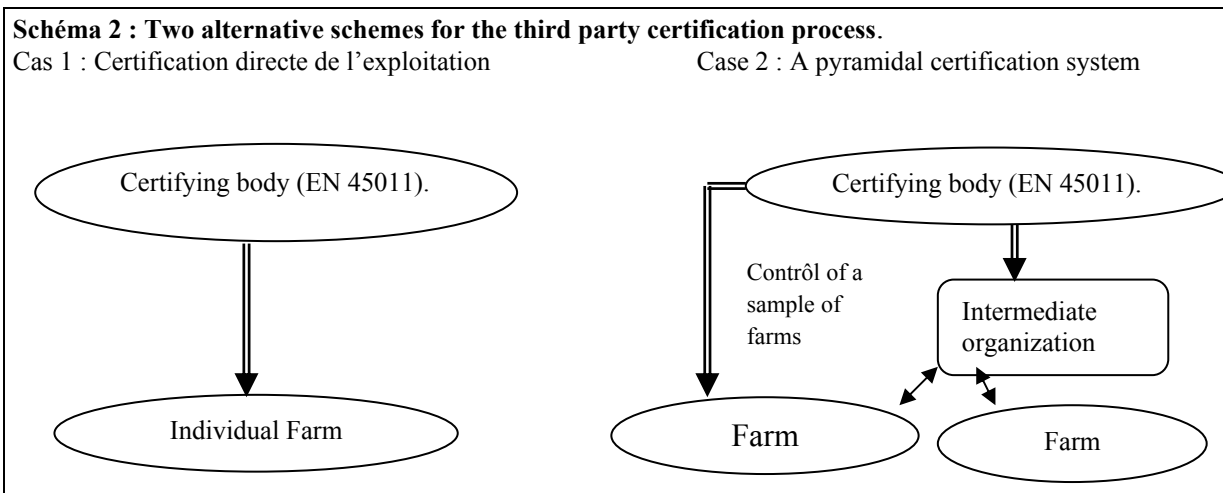 Schéma 2 : Two alternative schemes for the third party certification process.
Cas 1 : Certification directe de l’exploitation
Case 2 : A pyramidal certification system
Certifying body (EN 45011).
Individual Farm
Certifying body (EN 45011).
Contrôl of a
sample of
farms
Intermediate
organization
Farm
Farm